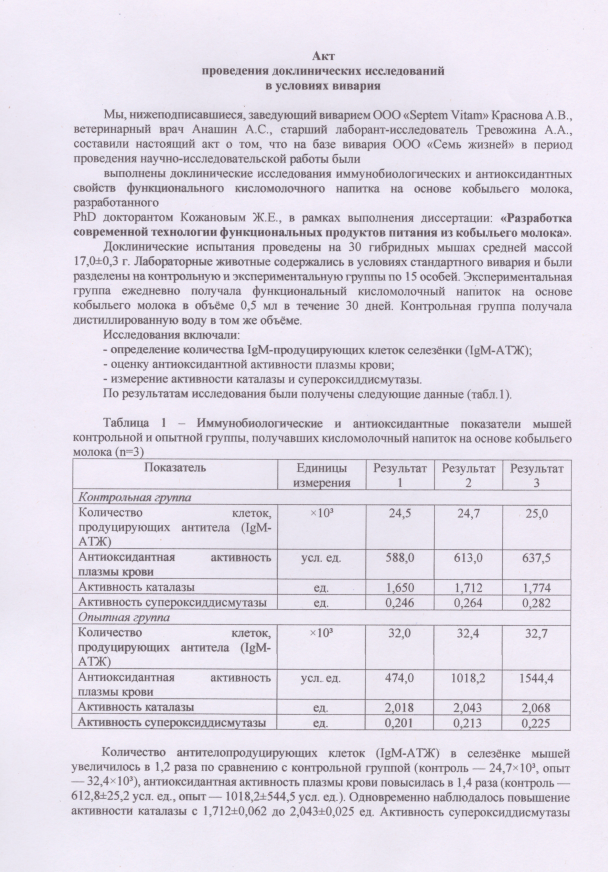 Акт
проведения доклинических исследований
в условиях вивария
Мы, нижеподписавшиеся, заведующий виварием ООО «Septem Vitam» Краснова А.В.,
ветеринарный врач Анашин А.С., старший лаборант-исследователь Тревожина А.А.,
составили настоящий акт о том, что на базе вивария ООО «Семь жизней» в период
проведения научно-исследовательской работы были
выполнены доклинические исследования иммунобиологических и антиоксидантных
свойств функционального кисломолочного напитка на основе кобыльего молока,
разработанного
PhD докторантом Кожановым Ж.Е., в рамках выполнения диссертации: «Разработка
современной технологии функциональных продуктов питания из кобыльего молока».
Доклинические испытания проведены на 30 гибридных мышах средней массой
17,0±0,3 г. Лабораторные животные содержались в условиях стандартного вивария и были
разделены на контрольную и экспериментальную группы по 15 особей. Экспериментальная
группа ежедневно получала функциональный кисломолочный напиток на основе
кобыльего молока в объёме 0,5 мл в течение 30 дней. Контрольная группа получала
дистиллированную воду в том же объёме.
Исследования включали:
- определение количества IgM-продуцирующих клеток селезёнки (IgM-АТЖ);
- оценку антиоксидантной активности плазмы крови;
- измерение активности каталазы и супероксиддисмутазы.
По результатам исследования были получены следующие данные (табл.1).
Таблица 1 – Иммунобиологические и антиоксидантные показатели мышей
контрольной и опытной группы, получавших кисломолочный напиток на основе кобыльего
молока (n=3)
Показатель Единицы Результат Результат Результат
измерения 1 2 3
Контрольная группа
Количество клеток, ×10³ 24,5 24,7 25,0
продуцирующих антитела (IgM-
АТЖ)
Антиоксидантная активность усл. ед. 588,0 613,0 637,5
плазмы крови
Активность каталазы ед. 1,650 1,712 1,774
Активность супероксиддисмутазы ед. 0,246 0,264 0,282
Опытная группа
Количество клеток, ×10³ 32,0 32,4 32,7
продуцирующих антитела (IgM-
АТЖ)
Антиоксидантная активность усл. ед. 474,0 1018,2 1544,4
плазмы крови
Активность каталазы ед. 2,018 2,043 2,068
Активность супероксиддисмутазы ед. 0,201 0,213 0,225
Количество антителопродуцирующих клеток (IgM-АТЖ) в селезёнке мышей
увеличилось в 1,2 раза по сравнению с контрольной группой (контроль — 24,7×10³, опыт
— 32,4×10³), антиоксидантная активность плазмы крови повысилась в 1,4 раза (контроль —
612,8±25,2 усл. ед., опыт — 1018,2±544,5 усл. ед.). Одновременно наблюдалось повышение
активности каталазы с 1,712±0,062 до 2,043±0,025 ед. Активность супероксиддисмутазы